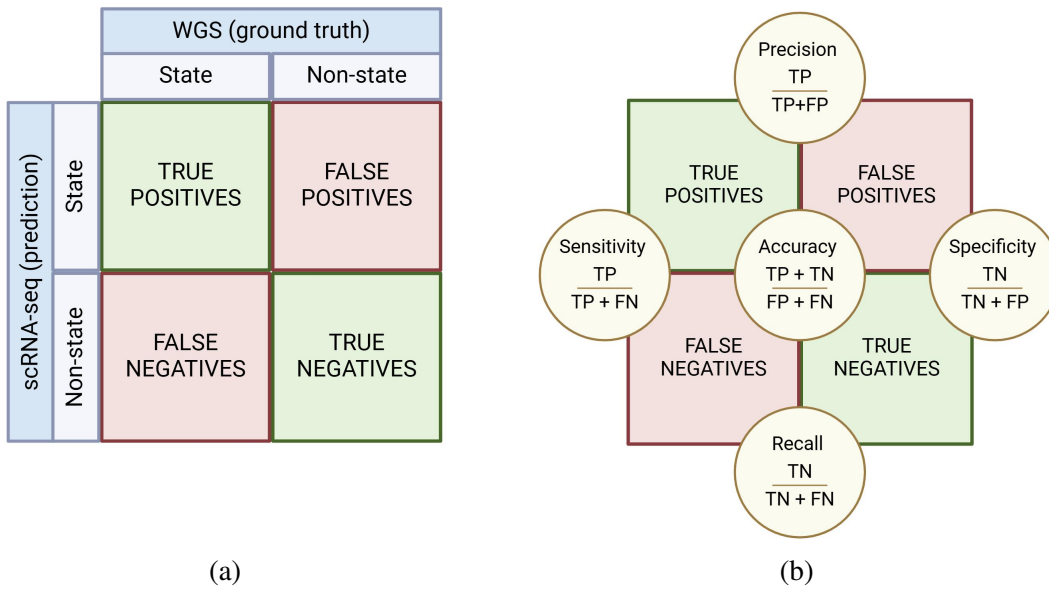 WGS (ground truth)
State
Non-state
scRNA-seq (prediction)
State
Non-state
TRUE
POSITIVES
FALSE
POSITIVES
FALSE
NEGATIVES
TRUE
NEGATIVES
(a)
Precision
TP
TP+FP
TRUE
POSITIVES
FALSE
POSITIVES
Sensitivity
TP
TP + FN
Accuracy
TP + TN
FP + FN
Specificity
TN
TN + FP
FALSE
NEGATIVES
TRUE
NEGATIVES
Recall
TN
TN + FN
(b)